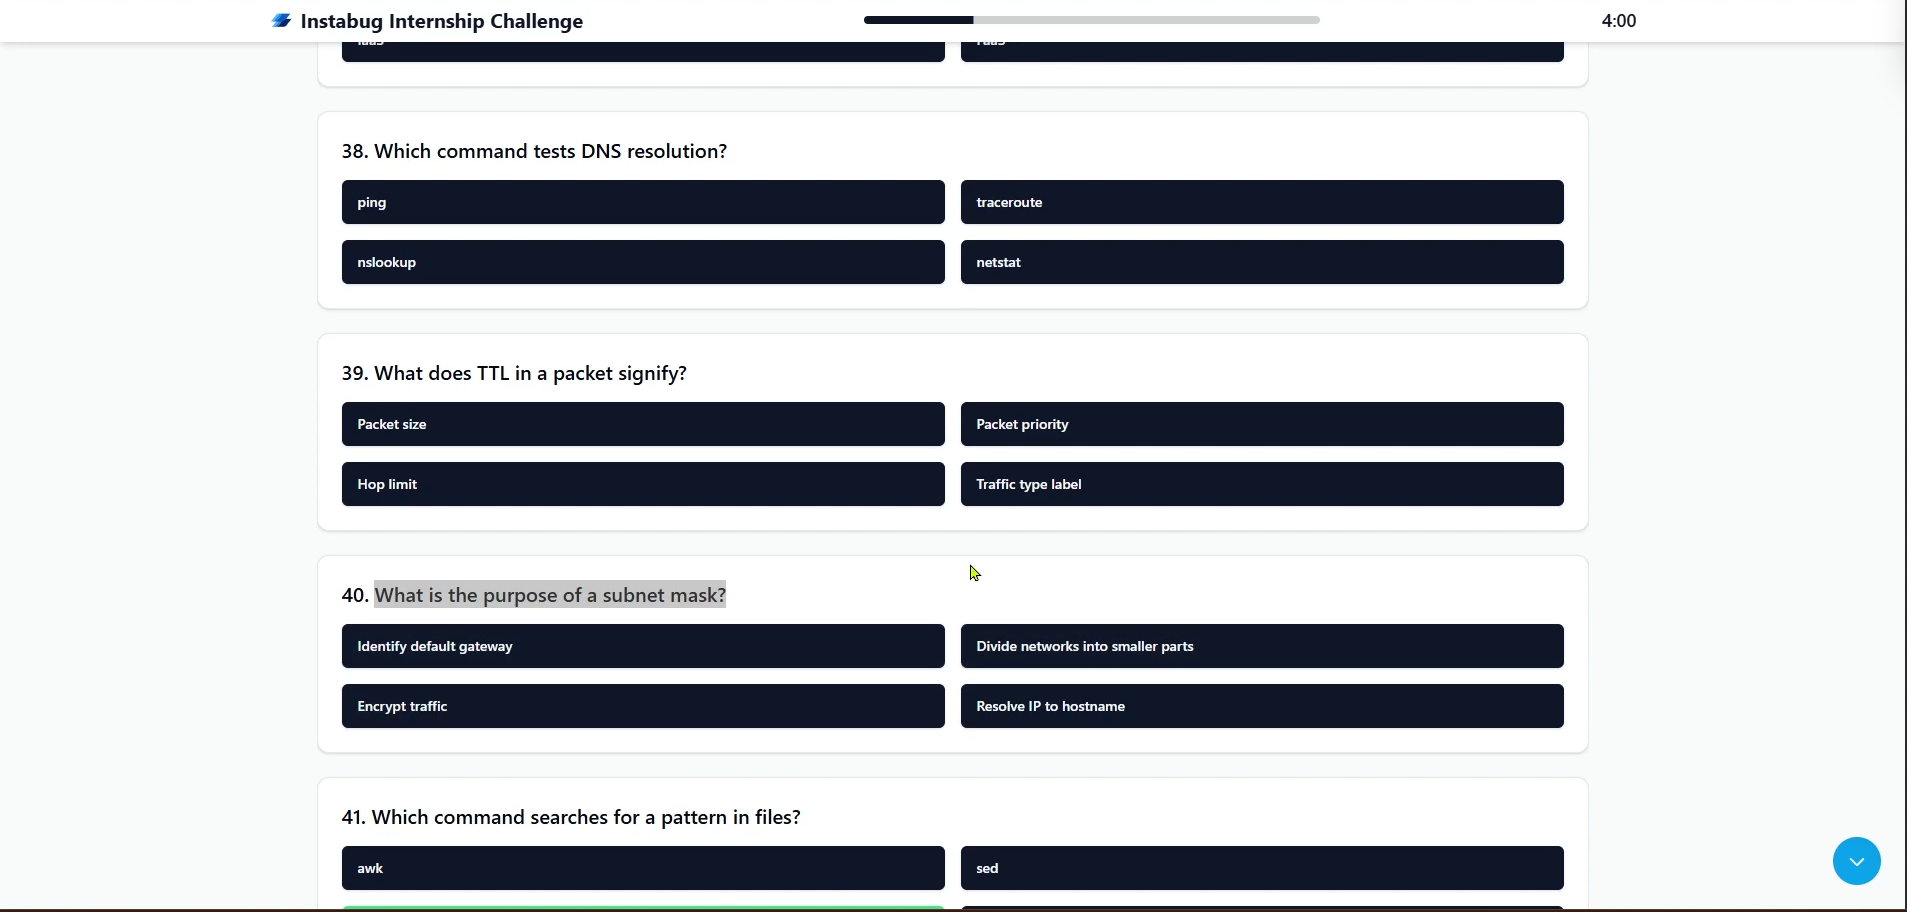 Instabug Internship Challenge
4:00
38. Which command tests DNS resolution?
ping
traceroute
nslookup
netstat
39. What does TTL in a packet signify?
Packet size
Packet priority
Hop limit
Traffic type label
40. What is the purpose of a subnet mask?
Identify default gateway
Divide networks into smaller parts
Encrypt traffic
Resolve IP to hostname
41. Which command searches for a pattern in files?
awk
sed